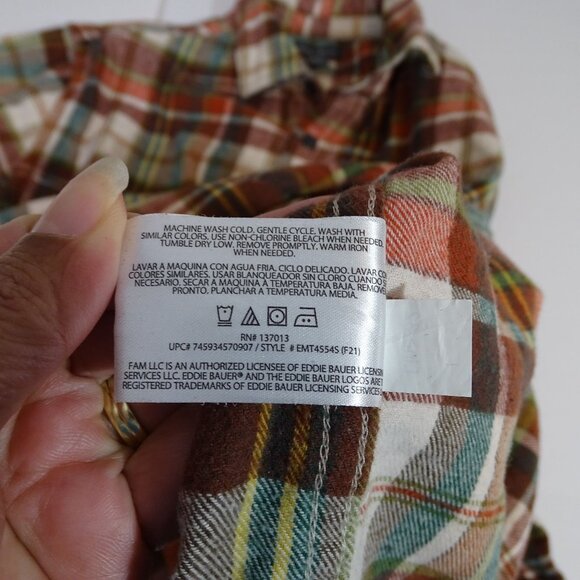 MACHINE WASH COLD. GENTLE CYCLE. WASH WITH
SIMILAR COLORS. USE NON-CHLORINE BLEACH WHEN NEEDED.
TUMBLE DRY LOW. REMOVE PROMPTLY. WARM IRON
WHEN NEEDED.
LAVAR A MAQUINA CON AGUA FRIA. CICLO DELICADO. LAVAR CO
COLORES SIMILARES. USAR BLANQUEADOR SIN CLORO CUANDO S
NECESARIO. SECAR A MAQUINA A TEMPERATURA BAJA. REMOVER
PRONTO. PLANCHAR A TEMPERATURA MEDIA.
RN# 137013
UPC# 745934570907 / STYLE # EMT4554S (F21)
FAM LLC IS AN AUTHORIZED LICENSEE OF EDDIE BAUER LICENSING
SERVICES LLC. EDDIE BAUER® AND THE EDDIE BAUER LOGOS ARE
REGISTERED TRADEMARKS OF EDDIE BAUER LICENSING SERVICES